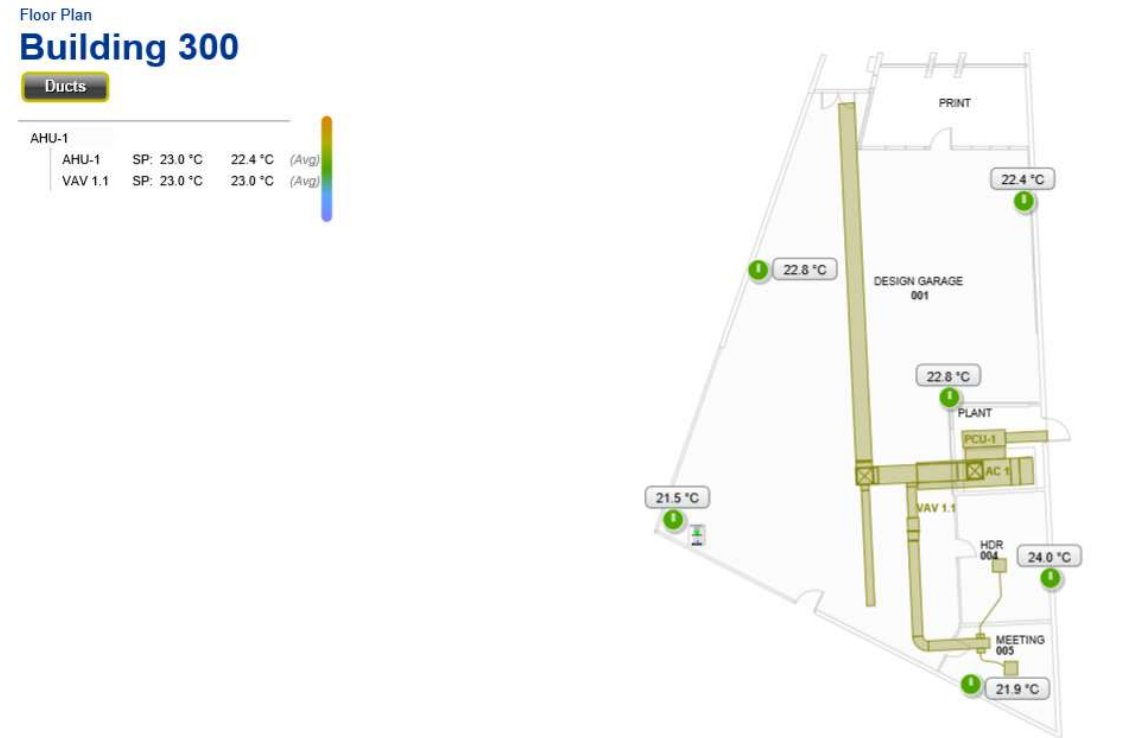 Floor Plan
Building 300
Ducts
AHU-1
AHU-1 SP: 23.0 °C 22.4 °C (Avg)
VAV 1.1 SP: 23.0 °C 23.0 °C (Avg)
PRINT
22.4 °C
22.8 °C
DESIGN GARAGE
001
22.8 °C
PLANT
PCU-1
AC 1
21.5 °C
VAV 1.1
HDR
004
24.0 °C
MEETING
005
21.9 °C